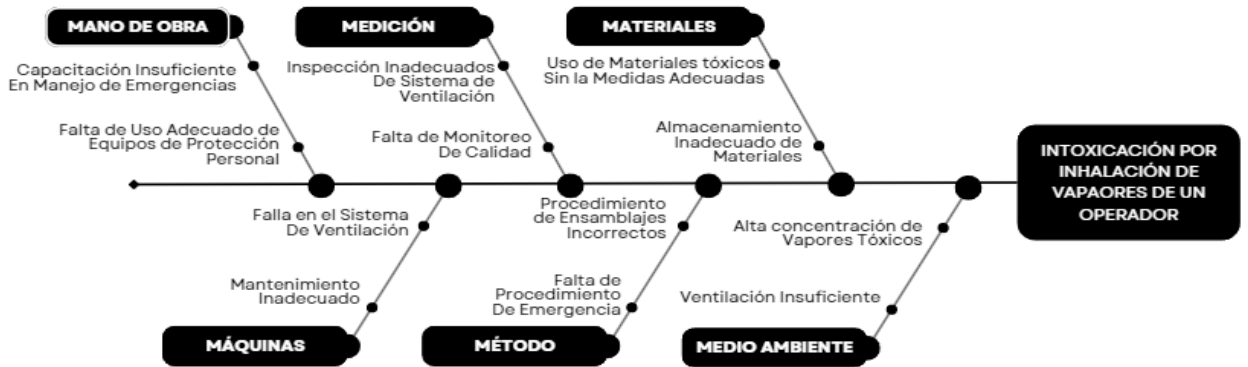 MANO DE OBRA
MEDICIÓN
MATERIALES
Capacitación Insuficiente
En Manejo de Emergencias
Falta de Uso Adecuado de
Equipos de Protección
Personal
Inspección Inadecuados
De Sistema de
Ventilación
Falta de Monitoreo
De Calidad
Uso de Materiales tóxicos
Sin la Medidas Adecuadas
Almacenamiento
Inadecuado de
Materiales
INTOXICACIÓN POR
INHALACIÓN DE
VAPAORES DE UN
OPERADOR
Falla en el Sistema
De Ventilación
Mantenimiento
Inadecuado
Procedimiento
de Ensamblajes
Incorrectos
Falta de
Procedimiento
De Emergencia
Alta concentración de
Vapores Tóxicos
Ventilación Insuficiente
MÁQUINAS
MÉTODO
MEDIO AMBIENTE